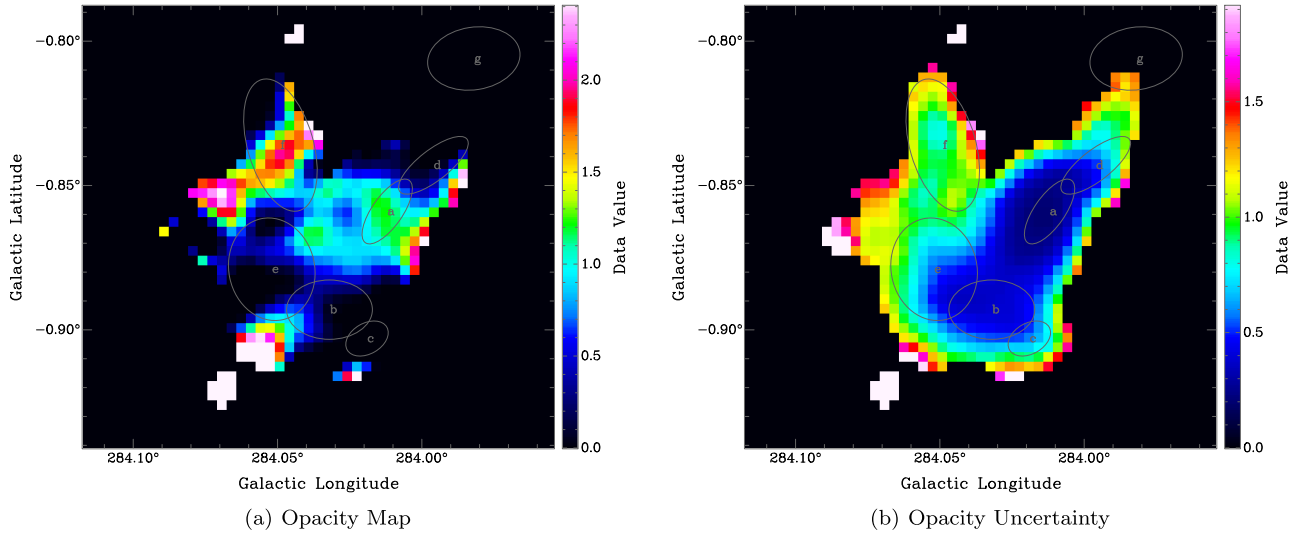 −0.80°
−0.85°
−0.90°
Galactic Latitude
284.10°
284.05°
284.00°
Galactic Longitude
g
d
a
e
b
c
2.0
1.5
1.0
0.5
0.0
Data Value
(a) Opacity Map
−0.80°
−0.85°
−0.90°
Galactic Latitude
284.10°
284.05°
284.00°
Galactic Longitude
g
f
d
a
e
b
c
1.5
1.0
0.5
0.0
Data Value
(b) Opacity Uncertainty